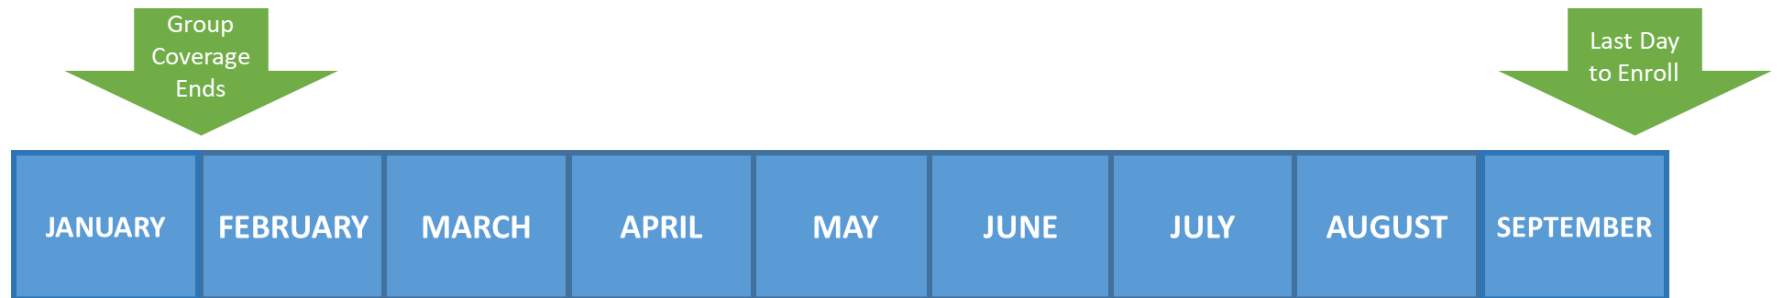 Group
Coverage
Ends
Last Day
to Enroll
JANUARY
FEBRUARY
MARCH
APRIL
MAY
JUNE
JULY
AUGUST
SEPTEMBER